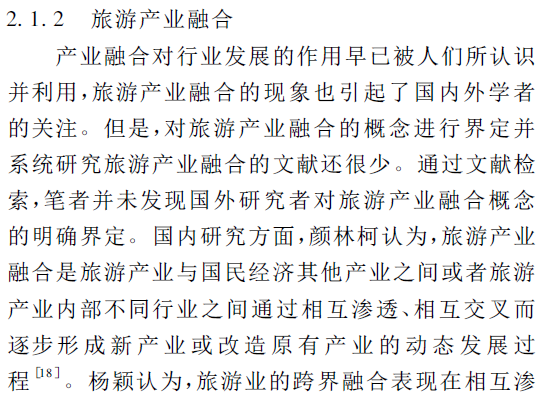 2.1.2 旅游产业融合
产业融合对行业发展的作用早已被人们所认识
并利用,旅游产业融合的现象也引起了国内外学者
的关注。但是,对旅游产业融合的概念进行界定并
系统研究旅游产业融合的文献还很少。通过文献检
索,笔者并未发现国外研究者对旅游产业融合概念
的明确界定。国内研究方面,颜林柯认为,旅游产业
融合是旅游产业与国民经济其他产业之间或者旅游
产业内部不同行业之间通过相互渗透、相互交叉而
逐步形成新产业或改造原有产业的动态发展过
程[18]。杨颖认为,旅游业的跨界融合表现在相互渗